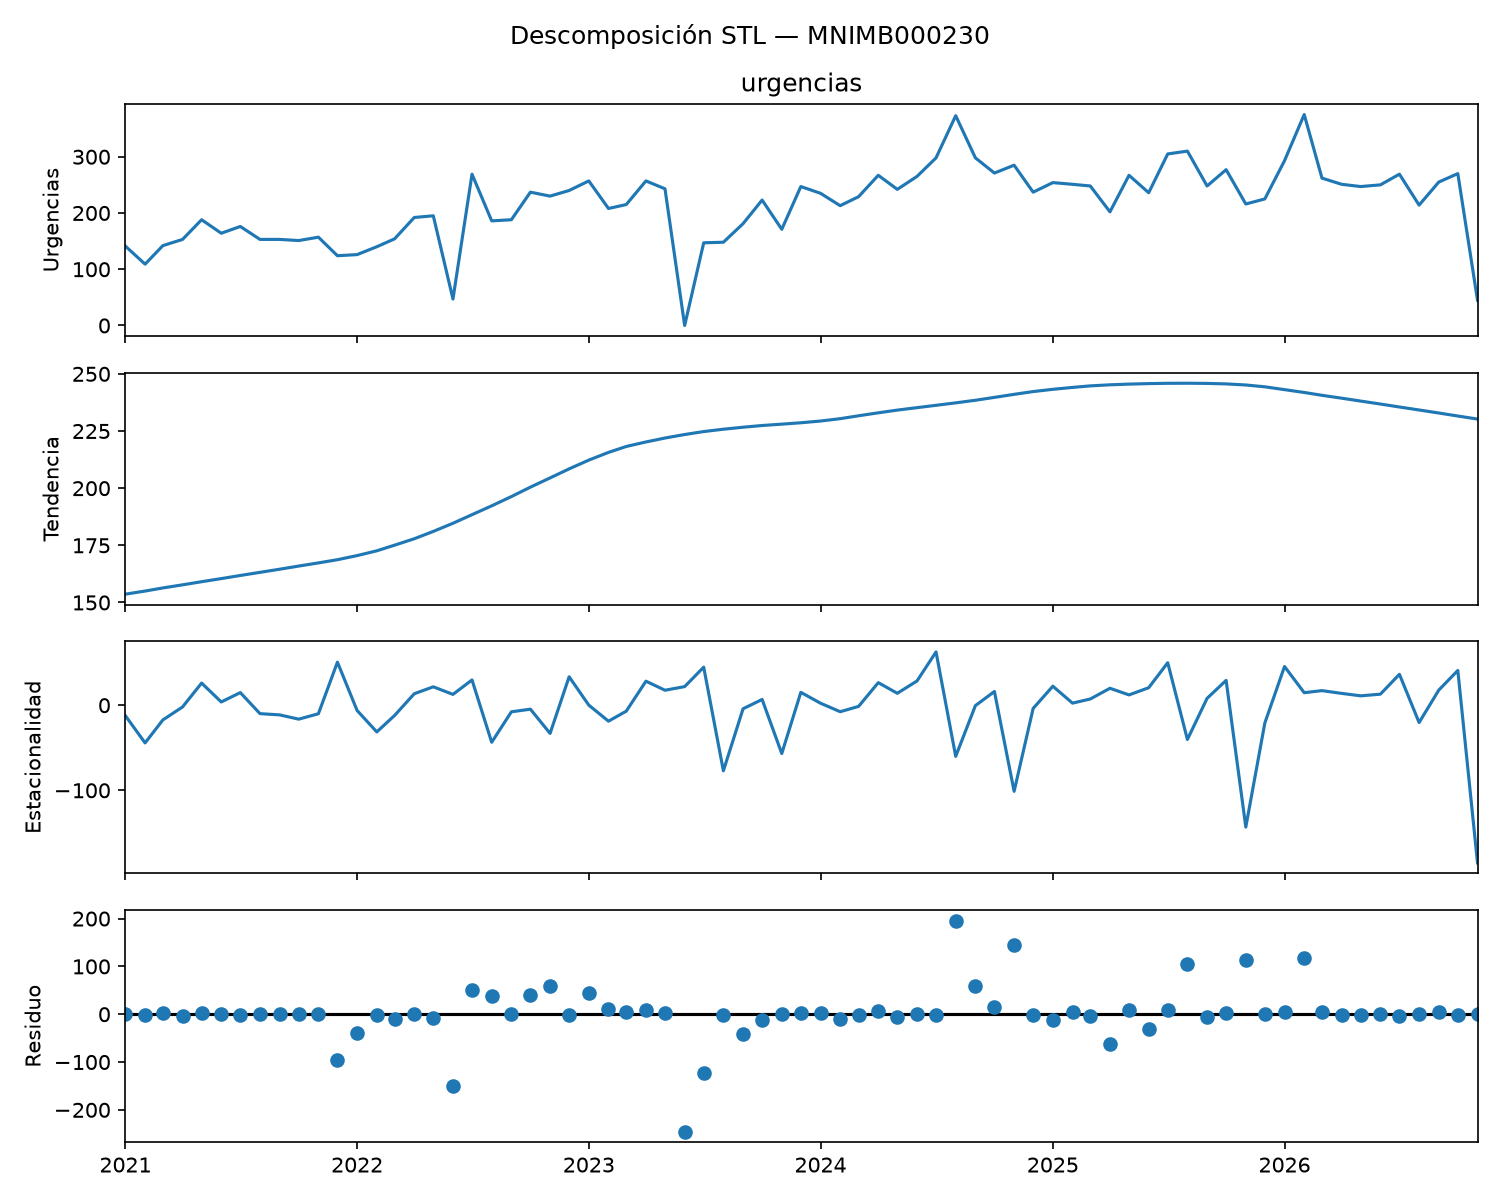 Descomposición STL — MNIMB000230
urgencias
Urgencias
300
200
100
0
Tendencia
250
225
200
175
150
Estacionalidad
0
−100
Residuo
200
100
0
−100
−200
2021 2022 2023 2024 2025 2026